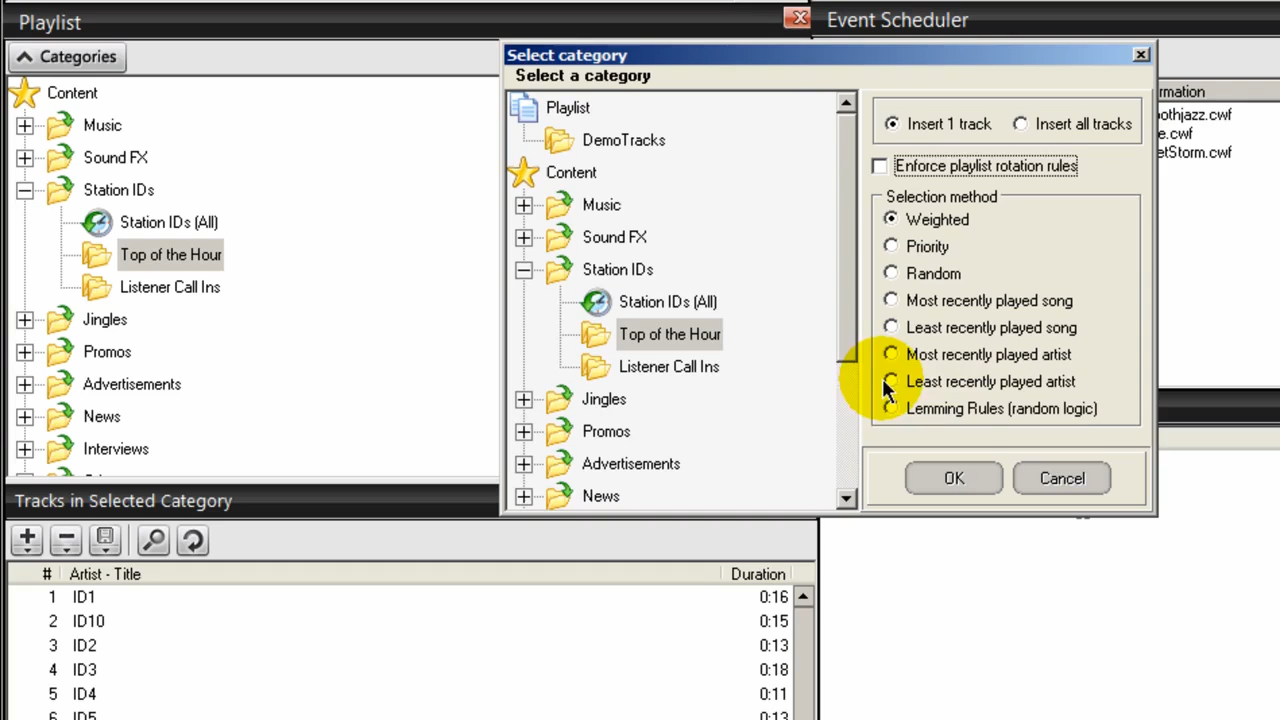 Playlist
Categories
Content
Music
Sound FX
Station IDs
Station IDs (All)
Top of the Hour
Listener Call Ins
Jingles
Promos
Advertisements
News
Interviews
Tracks in Selected Category
# Artist - Title Duration
1 ID1 0:16
2 ID10 0:15
3 ID2 0:13
4 ID3 0:18
5 ID4 0:11
6 ID5 0:13
Select category
Select a category
Playlist
DemoTracks
Content
Music
Sound FX
Station IDs
Station IDs (All)
Top of the Hour
Listener Call Ins
Jingles
Promos
Advertisements
News
Insert 1 track Insert all tracks
Enforce playlist rotation rules
Selection method
Weighted
Priority
Random
Most recently played song
Least recently played song
Most recently played artist
Least recently played artist
Lemming Rules (random logic)
OK Cancel
Event Scheduler
rmation
othjazz.cwf
e.cwf
etStorm.cwf